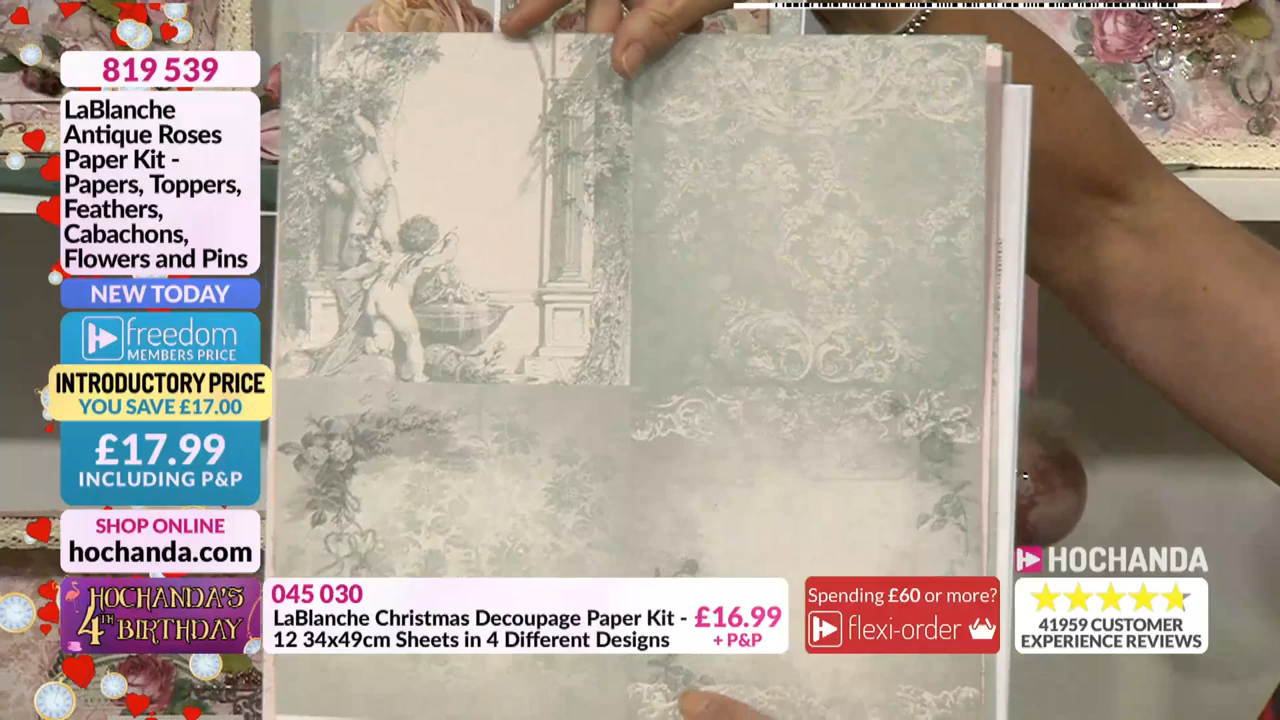 819 539
LaBlanche
Antique Roses
Paper Kit -
Papers, Toppers,
Feathers,
Cabachons,
Flowers and Pins
NEW TODAY
freedom
MEMBERS PRICE
INTRODUCTORY PRICE
YOU SAVE £17.00
£17.99
INCLUDING P&P
SHOP ONLINE
hochanda.com
HOCHANDA'S
4TH BIRTHDAY
045 030
LaBlanche Christmas Decoupage Paper Kit -
12 34x49cm Sheets in 4 Different Designs
£16.99
+ P&P
Spending £60 or more?
flexi-order
HOCHANDA
41959 CUSTOMER
EXPERIENCE REVIEWS